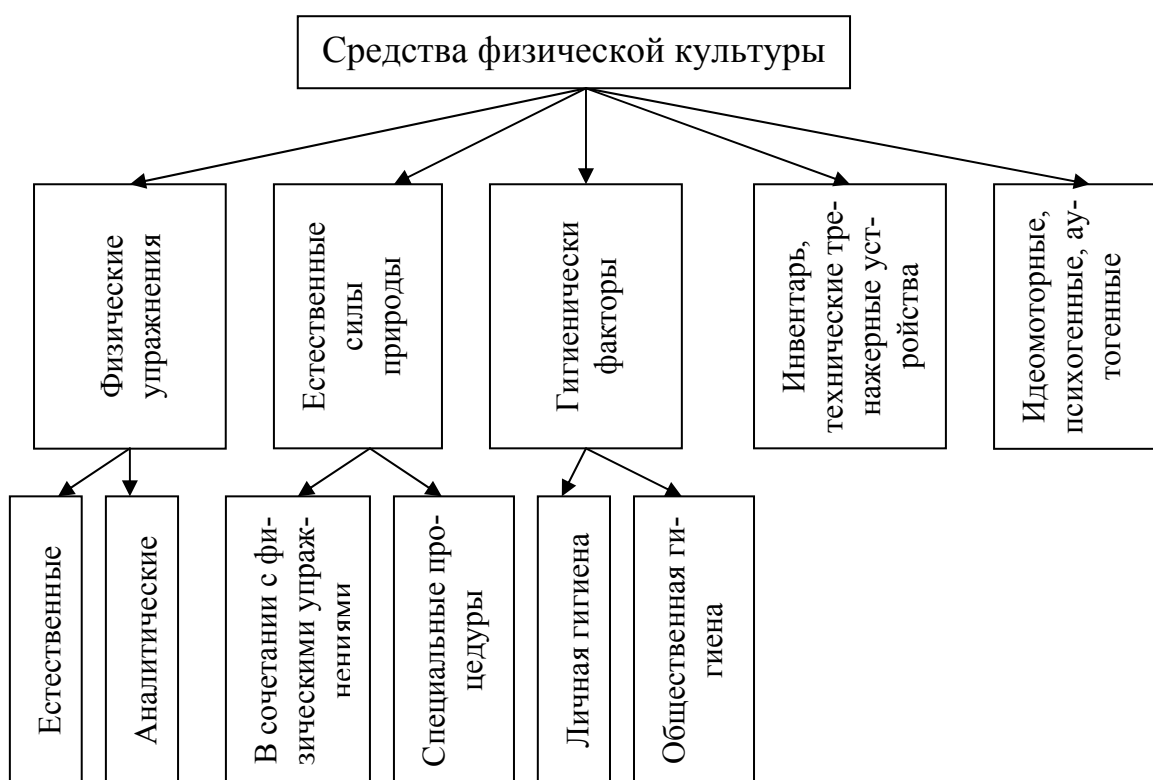 Средства физической культуры
Физические
упражнения
Естественные
силы
природы
Гигиенически
факторы
Инвентарь,
технические тре-
нажерные уст-
ройства
Идеомоторные,
психогенные, ау-
тогенные
Естественные
Аналитические
В сочетании с фи-
зическими упраж-
нениями
Специальные про-
цедуры
Личная гигиена
Общественная ги-
гиена